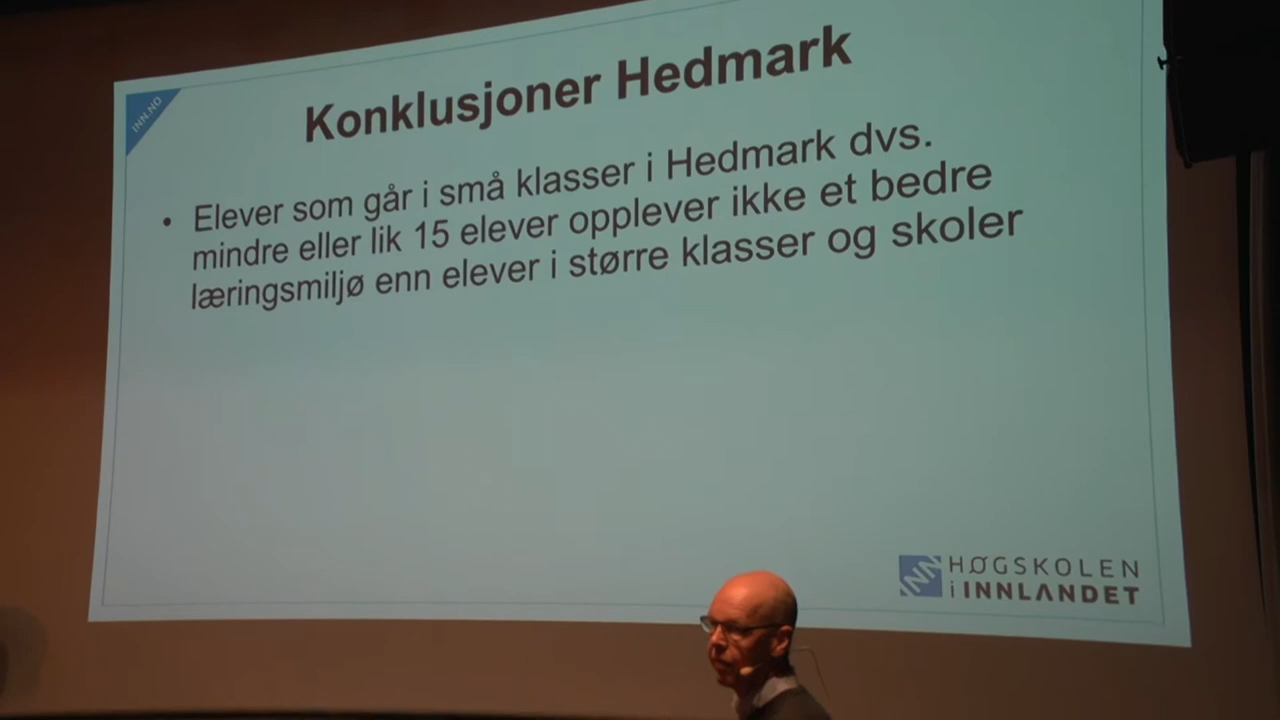 INN.NO
Konklusjoner Hedmark
• Elever som går i små klasser i Hedmark dvs.
mindre eller lik 15 elever opplever ikke et bedre
læringsmiljø enn elever i større klasser og skoler
INN
HØGSKOLEN
i INNLANDET